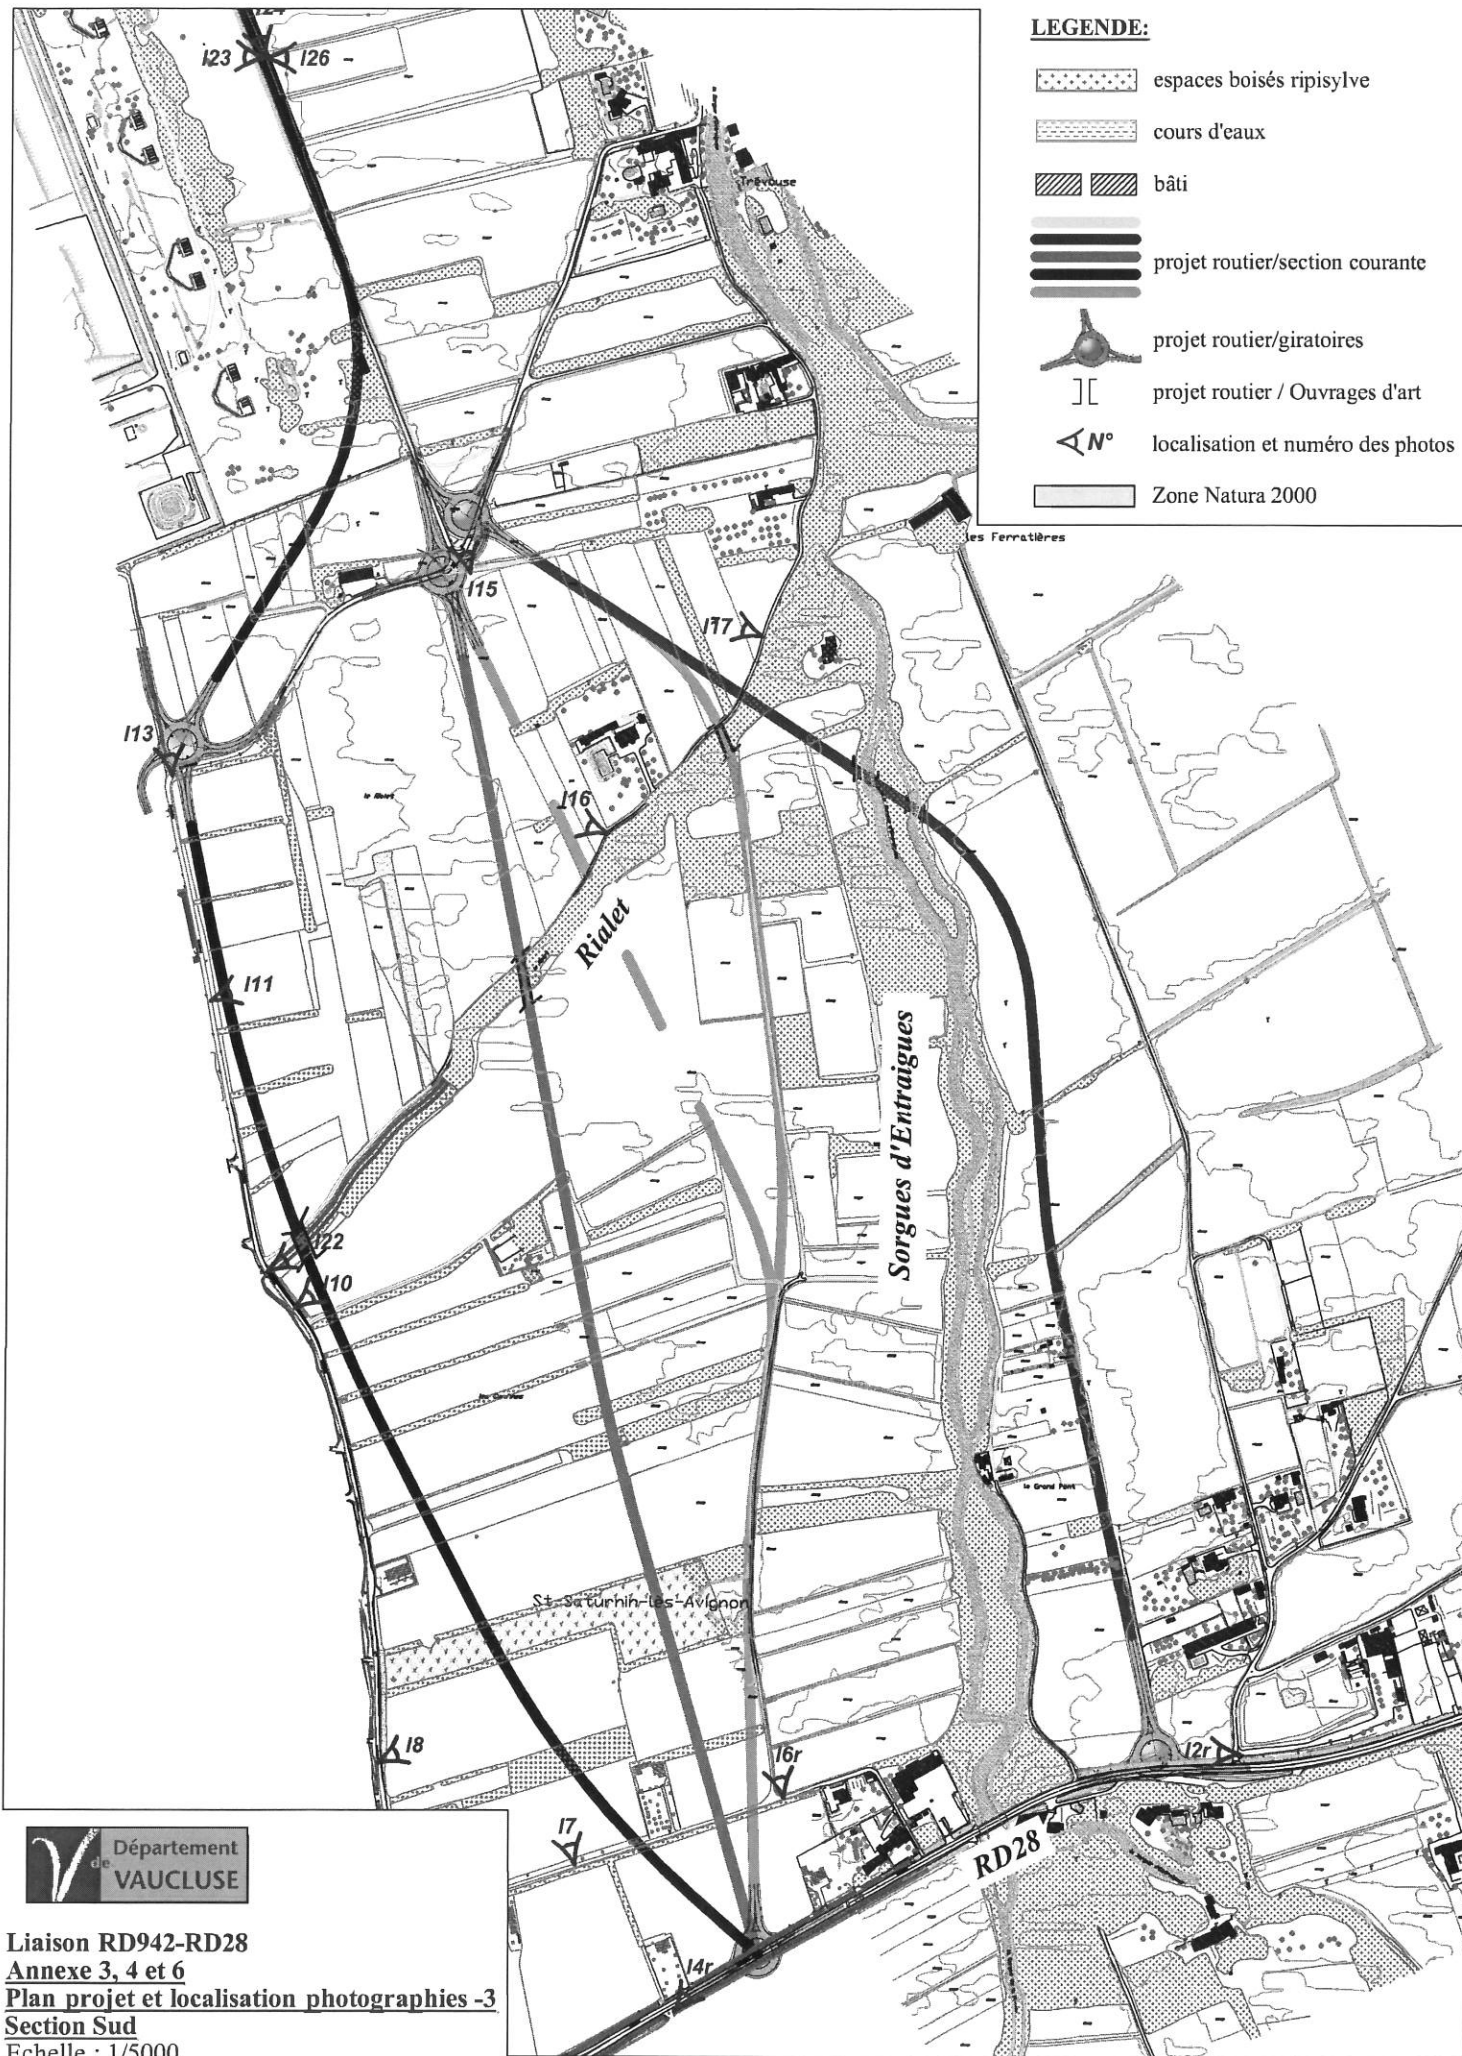 LEGENDE:
espaces boisés ripisylve
cours d'eaux
bâti
projet routier/section courante
projet routier/giratoires
projet routier / Ouvrages d'art
N° localisation et numéro des photos
Zone Natura 2000
I24
I23 I26
Trévouse
les Ferratières
I15
I17
I13
I16
Rialet
I11
Sorgues d'Entraigues
I22
I10
le Grand Pont
St-Saturnin-lès-Avignon
I8
I6r
I2r
I7
RD28
I4r
Département
de VAUCLUSE
Liaison RD942-RD28
Annexe 3, 4 et 6
Plan projet et localisation photographies -3
Section Sud
Echelle : 1/5000